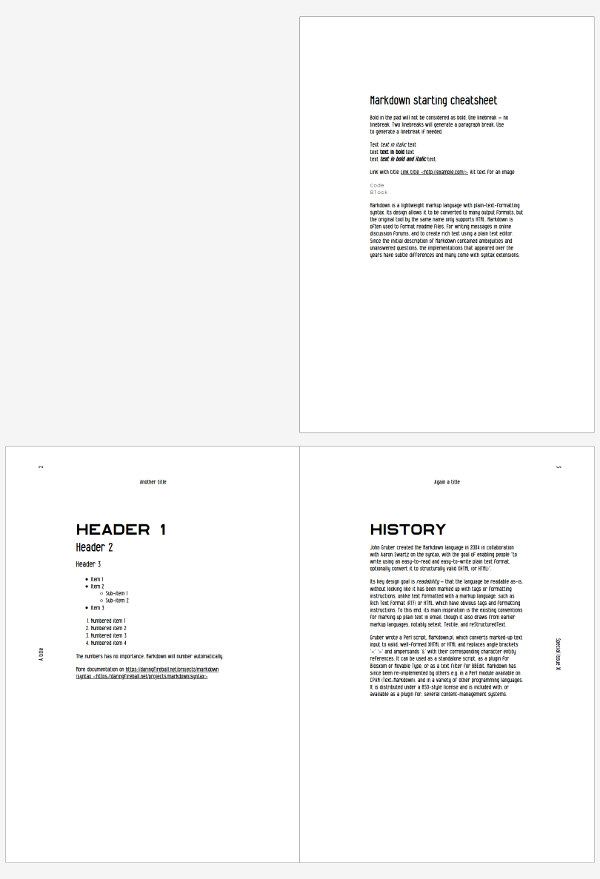 Markdown starting cheatsheet
Bold in the pad will not be considered as bold. One linebreak – no
linebreak. Two linebreaks will generate a paragraph break. Use
to generate a linebreak if needed.
Text text in italic text
text text in bold text
text text in bold and italic text.
Link with title Link title <http://example.com/> Alt text for an image
Code
Block
Markdown is a lightweight markup language with plain-text-formatting
syntax. Its design allows it to be converted to many output formats, but
the original tool by the same name only supports HTML. Markdown is
often used to format readme files, for writing messages in online
discussion forums, and to create rich text using a plain text editor.
Since the initial description of Markdown contained ambiguities and
unanswered questions, the implementations that appeared over the
years have subtle differences and many come with syntax extensions.
2
Another title
HEADER 1
Header 2
Header 3
Item 1
Item 2
Sub-item 1
Sub-item 2
Item 3
1. Numbered item 1
2. Numbered item 2
3. Numbered item 3
4. Numbered item 4
The numbers has no importance. Markdown will number automatically.
More documentation on https://daringfireball.net/projects/markdown
/syntax <https://daringfireball.net/projects/markdown/syntax>
A title
Again a title
HISTORY
John Gruber created the Markdown language in 2004 in collaboration
with Aaron Swartz on the syntax, with the goal of enabling people "to
write using an easy-to-read and easy-to-write plain text format,
optionally convert it to structurally valid XHTML (or HTML)".
Its key design goal is readability – that the language be readable as-is,
without looking like it has been marked up with tags or formatting
instructions, unlike text formatted with a markup language, such as
Rich Text Format (RTF) or HTML, which have obvious tags and formatting
instructions. To this end, its main inspiration is the existing conventions
for marking up plain text in email, though it also draws from earlier
markup languages, notably setext, Textile, and reStructuredText.
Gruber wrote a Perl script, Markdown.pl, which converts marked-up text
input to valid, well-formed XHTML or HTML and replaces angle brackets
'<' '>' and ampersands '&' with their corresponding character entity
references. It can be used as a standalone script, as a plugin for
Blosxom or Movable Type, or as a text filter for BBEdit. Markdown has
since been re-implemented by others e.g. in a Perl module available on
CPAN (Text::Markdown), and in a variety of other programming languages.
It is distributed under a BSD-style license and is included with, or
available as a plugin for, several content-management systems.
Special Issue X